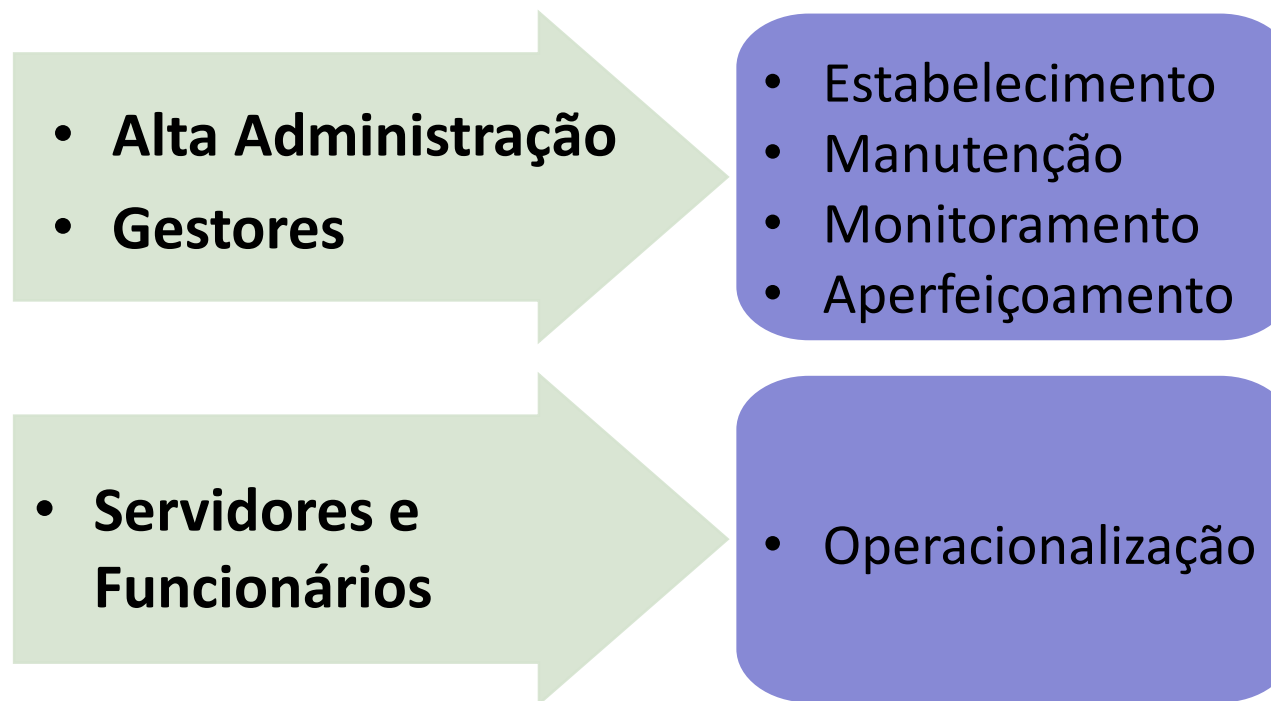 • Alta Administração
• Gestores
• Estabelecimento
• Manutenção
• Monitoramento
• Aperfeiçoamento
• Servidores e
Funcionários
• Operacionalização